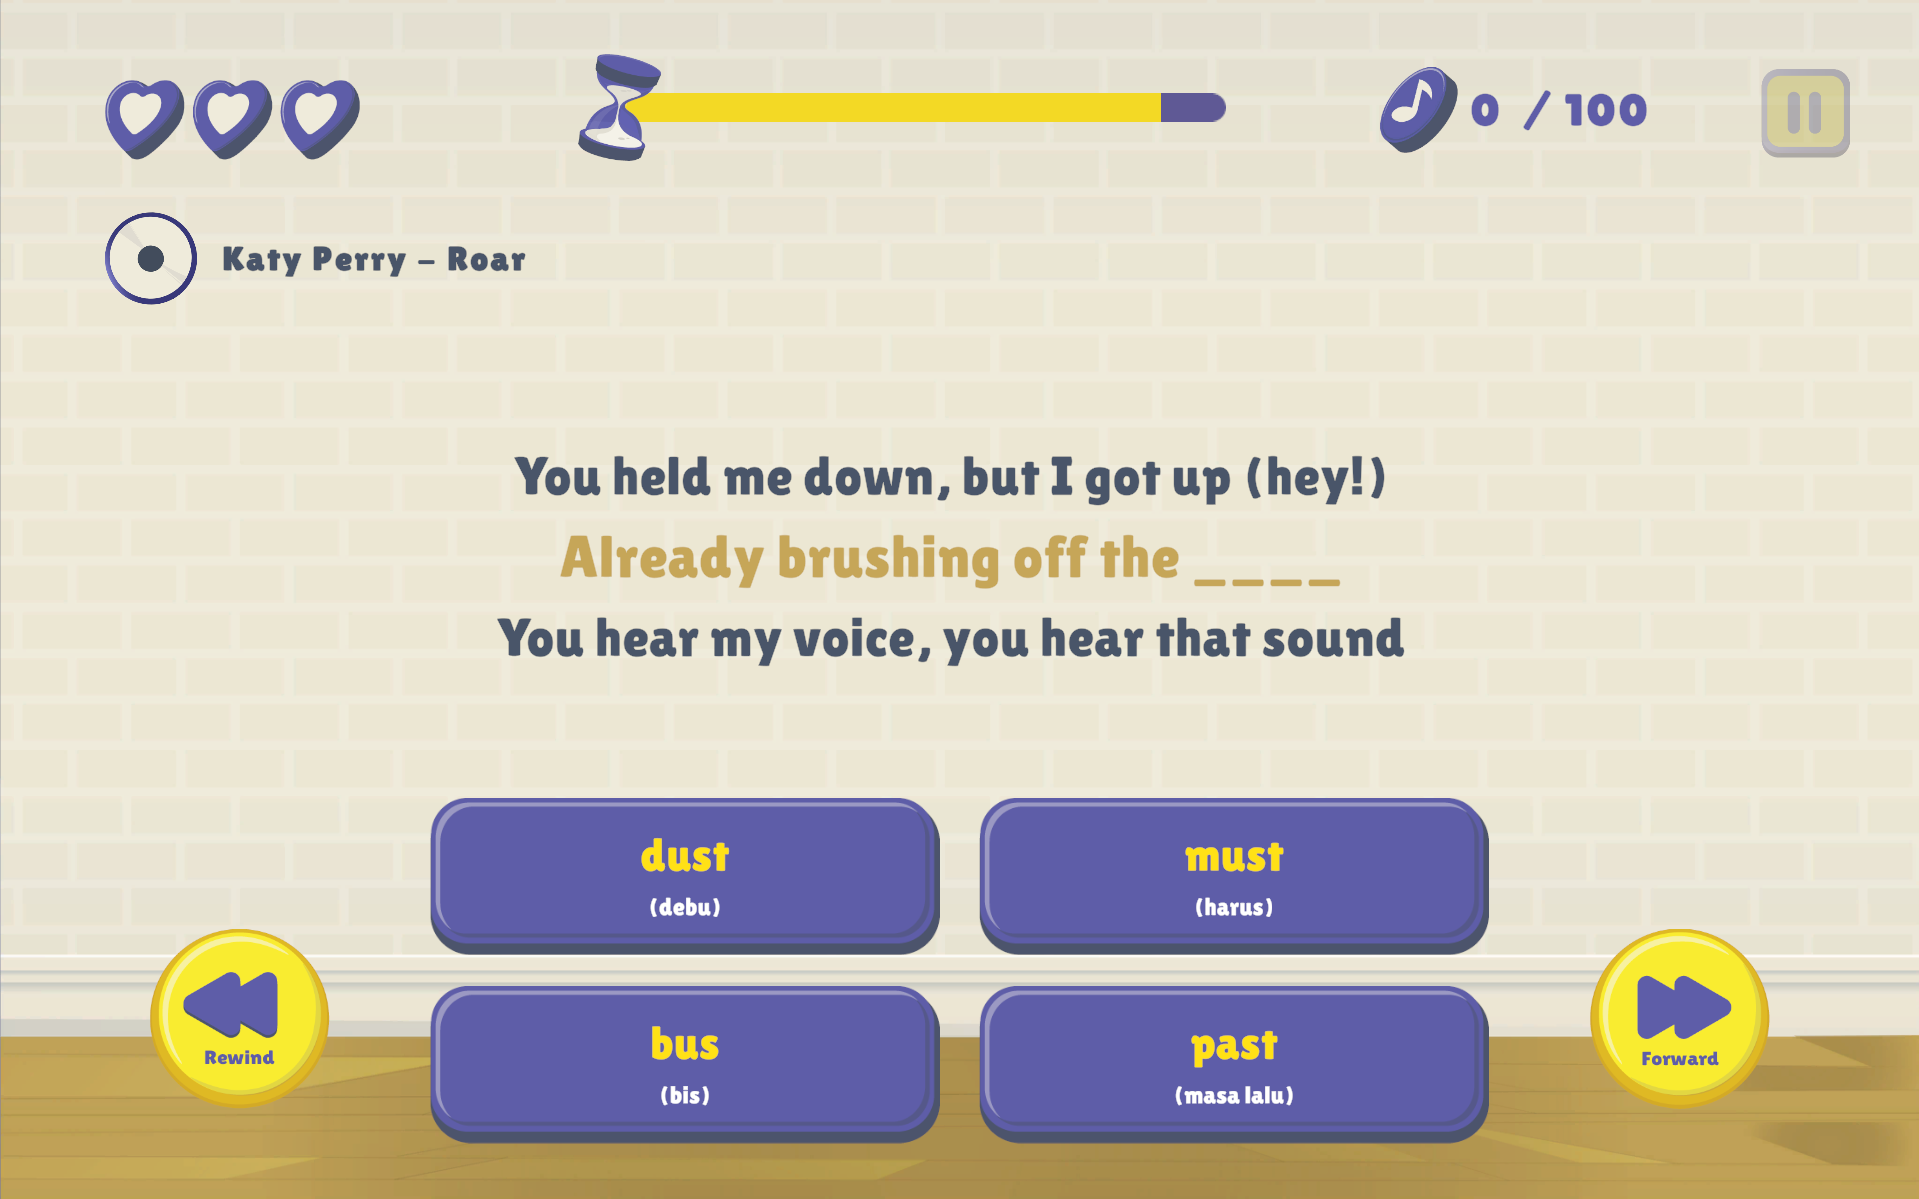 0 / 100
Katy Perry – Roar
You held me down, but I got up (hey!)
Already brushing off the _ _ _ _
You hear my voice, you hear that sound
dust
(debu)
must
(harus)
bus
(bis)
past
(masa lalu)
Rewind
Forward